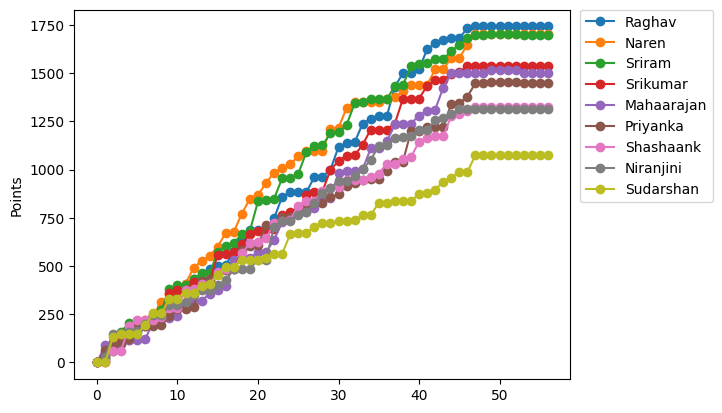 1750
1500
1250
1000
750
500
250
0
Points
0 10 20 30 40 50
Raghav
Naren
Sriram
Srikumar
Mahaarajan
Priyanka
Shashaank
Niranjini
Sudarshan